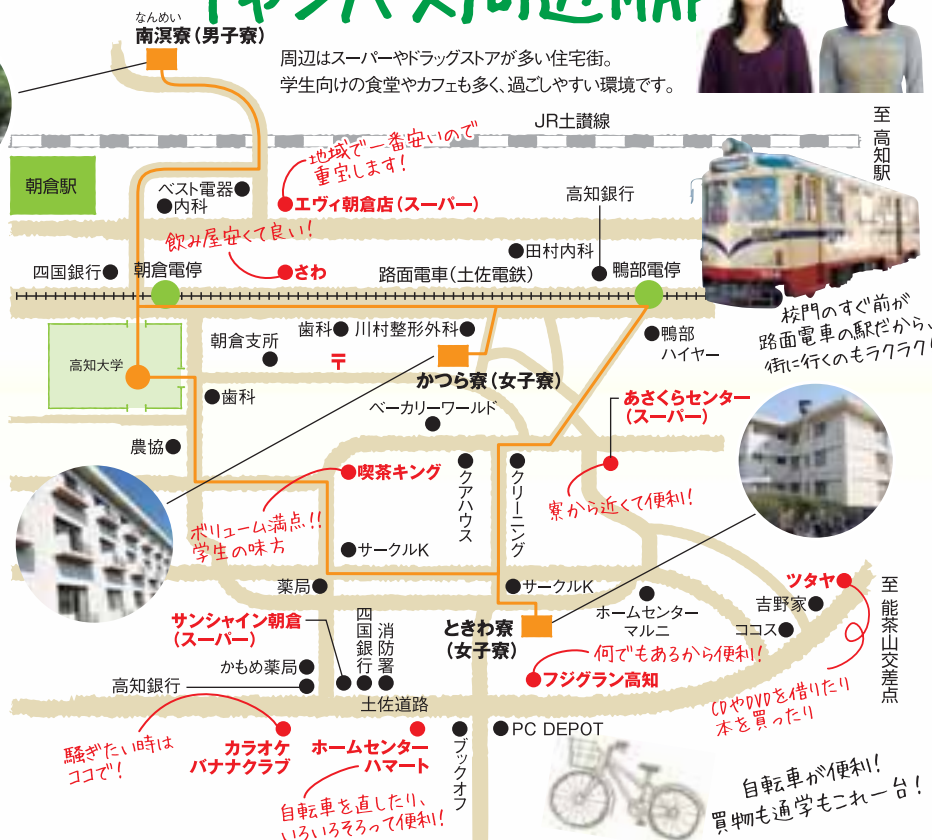 キャンパス周辺MAP
なんめい
南溟寮(男子寮)
周辺はスーパーやドラッグストアが多い住宅街。
学生向けの食堂やカフェも多く、過ごしやすい環境です。
JR土讃線
至 高知駅
朝倉駅
地域で一番安いので
重宝します!
ベスト電器
内科
エヴィ朝倉店(スーパー)
高知銀行
飲み屋安くて良い!
田村内科
四国銀行
朝倉電停
さわ
路面電車(土佐電鉄)
鴨部電停
校門のすぐ前が
路面電車の駅だから、
街に行くのもラクラク!
高知大学
朝倉支所
歯科
川村整形外科
鴨部
ハイヤー
〒
かつら寮(女子寮)
歯科
ベーカリーワールド
あさくらセンター
(スーパー)
農協
喫茶キング
クアハウス
クリーニング
寮から近くて便利!
ボリューム満点!!
学生の味方
サークルK
薬局
サークルK
ツタヤ
吉野家
ココス
至 能茶山交差点
ホームセンター
マルニ
サンシャイン朝倉
(スーパー)
四国銀行
消防署
ときわ寮
(女子寮)
何でもあるから便利!
かもめ薬局
高知銀行
フジグラン高知
土佐道路
CDやDVDを借りたり
本を買ったり
騒ぎたい時は
ココで!
カラオケ
バナナクラブ
ホームセンター
ハマート
ブックオフ
PC DEPOT
自転車を直したり、
いろいろそろって便利!
自転車が便利!
買物も通学もこれ一台!